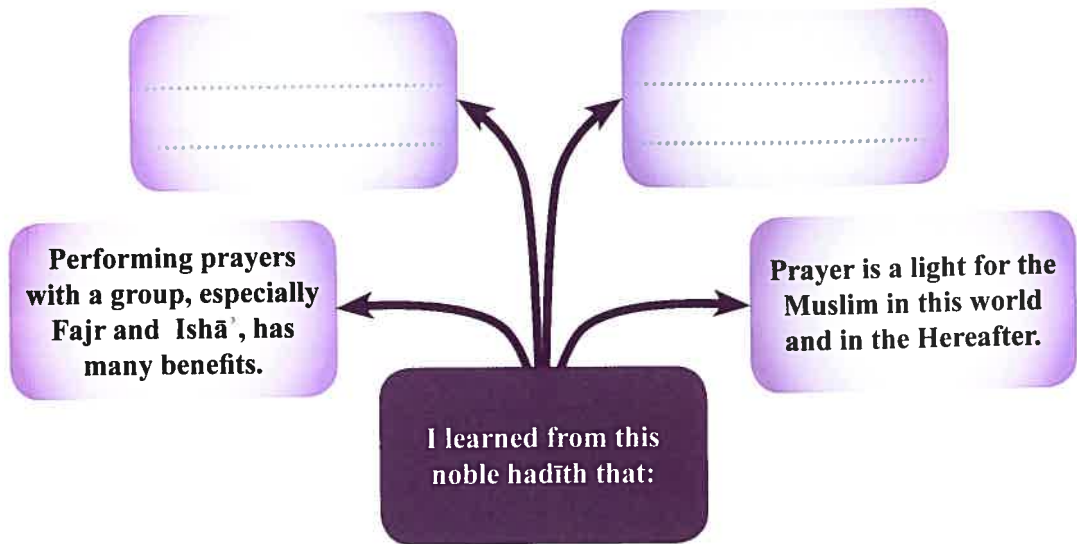 Performing prayers
with a group, especially
Fajr and Ishāʾ, has
many benefits.
Prayer is a light for the
Muslim in this world
and in the Hereafter.
I learned from this
noble hadīth that: